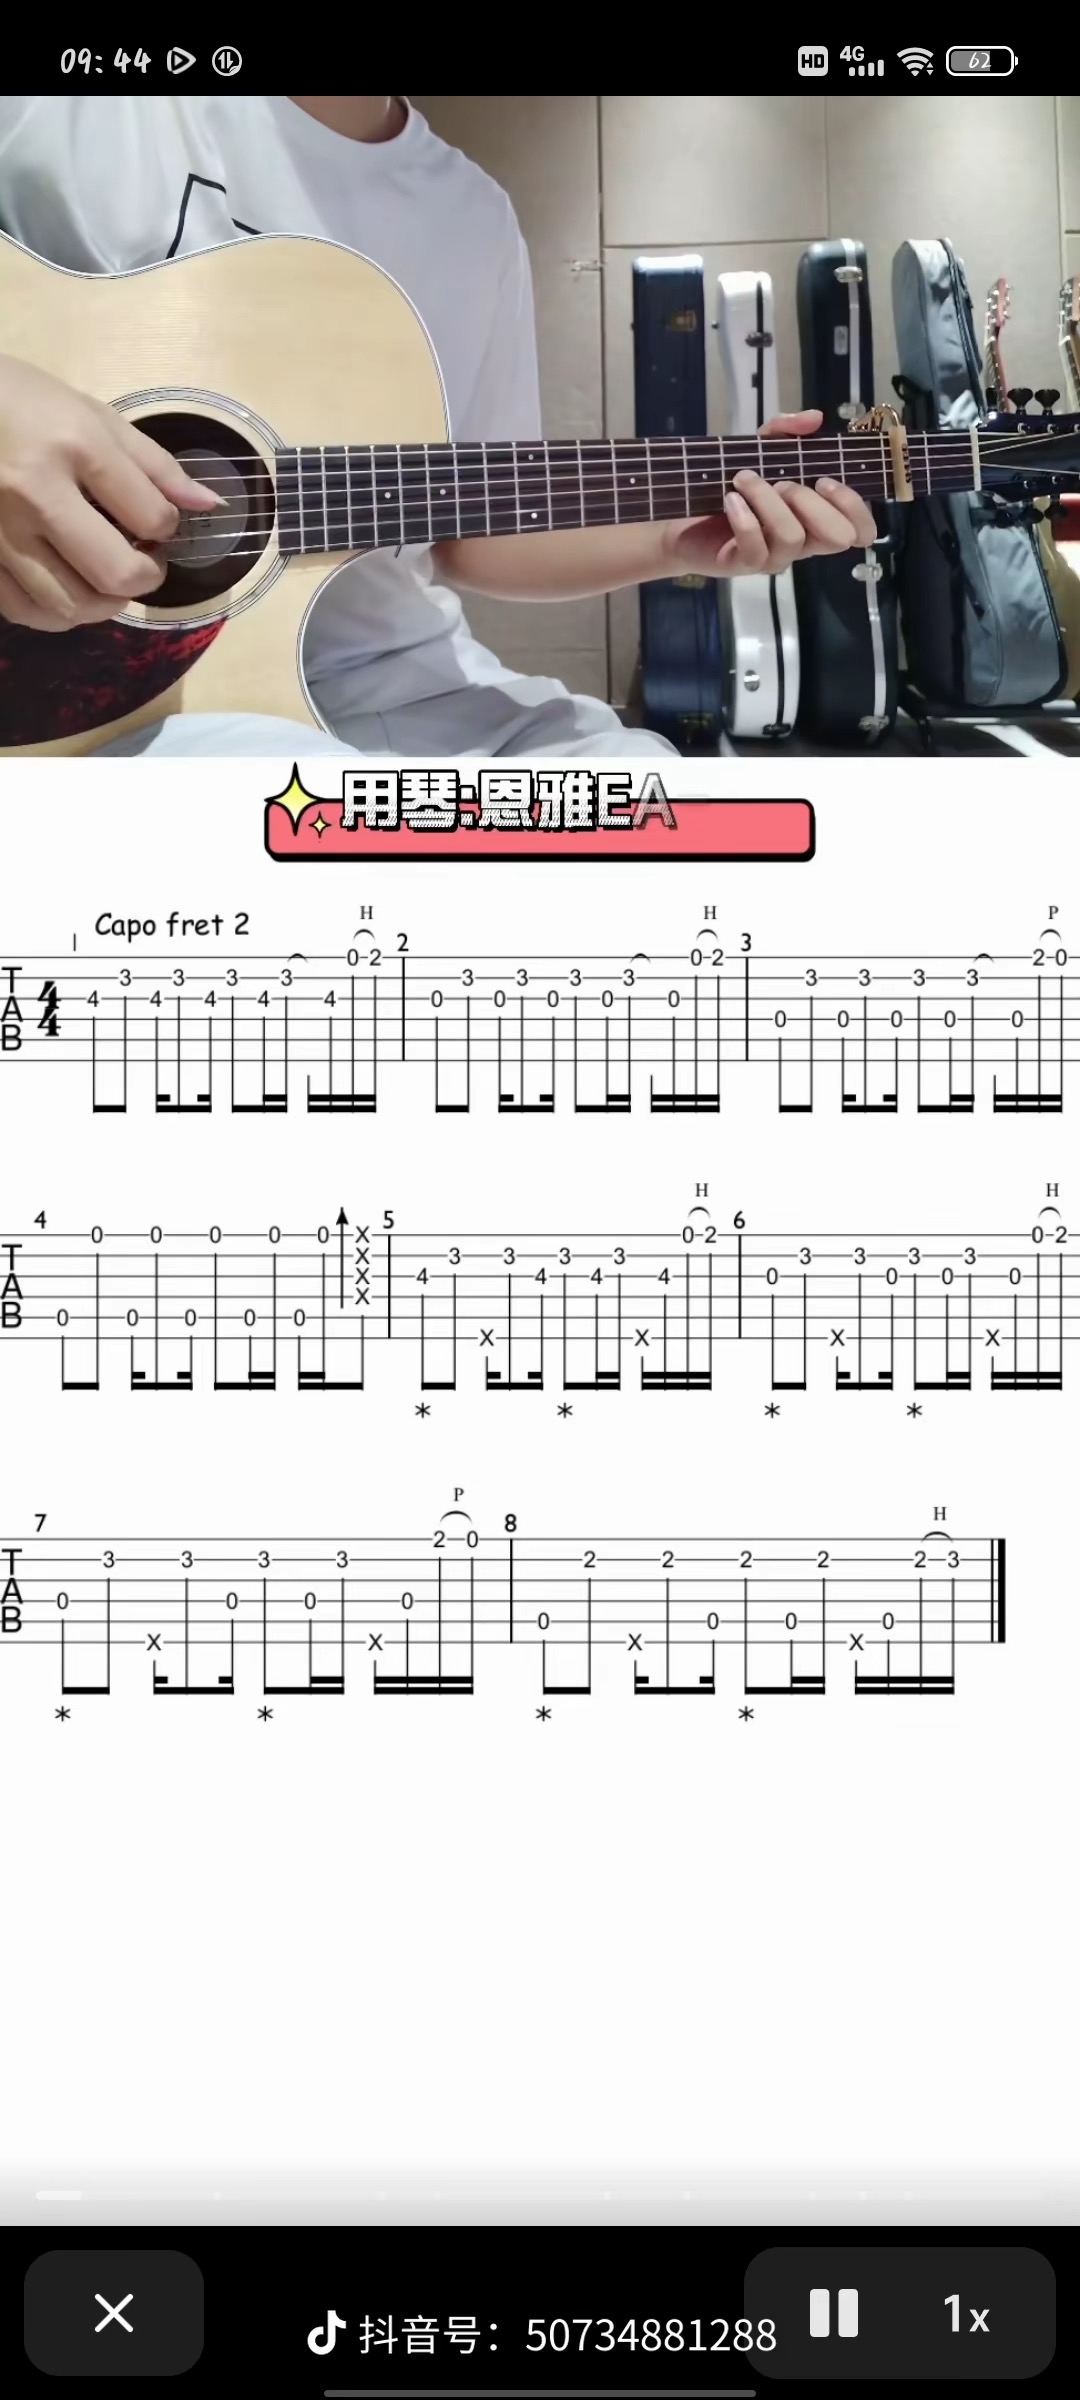 09:44 HD 4G 62
用琴:恩雅EA
Capo fret 2
H 2 H 3 P
T A B 4 4
4 3 4 3 4 3 4 3 4 0 2
0 3 0 3 0 3 0 3 0 0 2
0 3 0 3 0 3 0 3 0 2 0
4 5 H 6 H
T A B
0 0 0 0 0 0 0 0 0 0 X X X X
4 3 X 3 4 3 4 3 X 4 0 2
0 3 X 3 0 3 0 3 X 0 0 2
* * * *
7 P 8 H
T A B
0 3 X 3 0 3 0 3 X 0 2 0
0 2 X 2 0 2 0 2 X 0 2 3
* * * *
抖音号：50734881288
1x